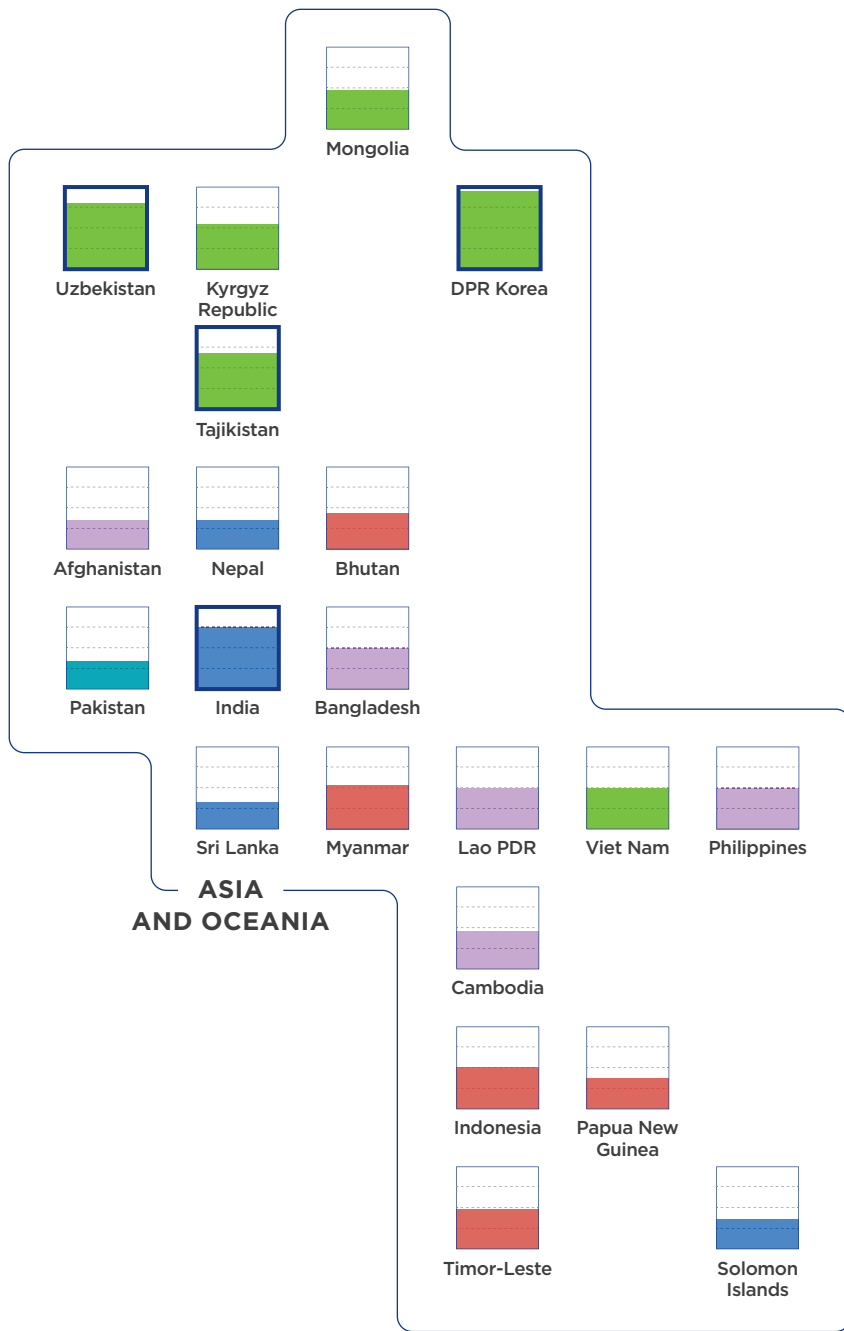 Mongolia
Uzbekistan
Kyrgyz
Republic
DPR Korea
Tajikistan
Afghanistan
Nepal
Bhutan
Pakistan
India
Bangladesh
Sri Lanka
Myanmar
Lao PDR
Viet Nam
Philippines
ASIA
AND OCEANIA
Cambodia
Indonesia
Papua New
Guinea
Timor-Leste
Solomon
Islands